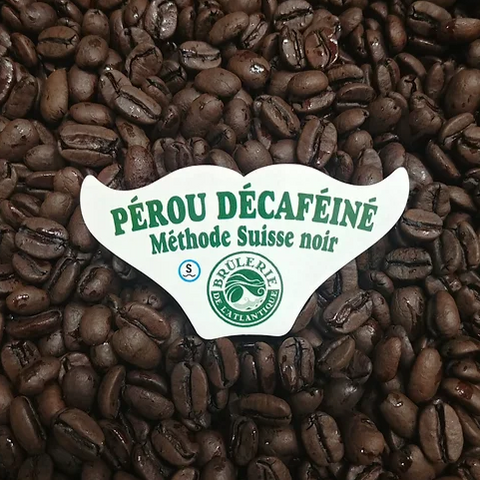 PÉROU DÉCAFÉINÉ
Méthode Suisse noir
S
BRÛLERIE
DE L'ATLANTIQUE